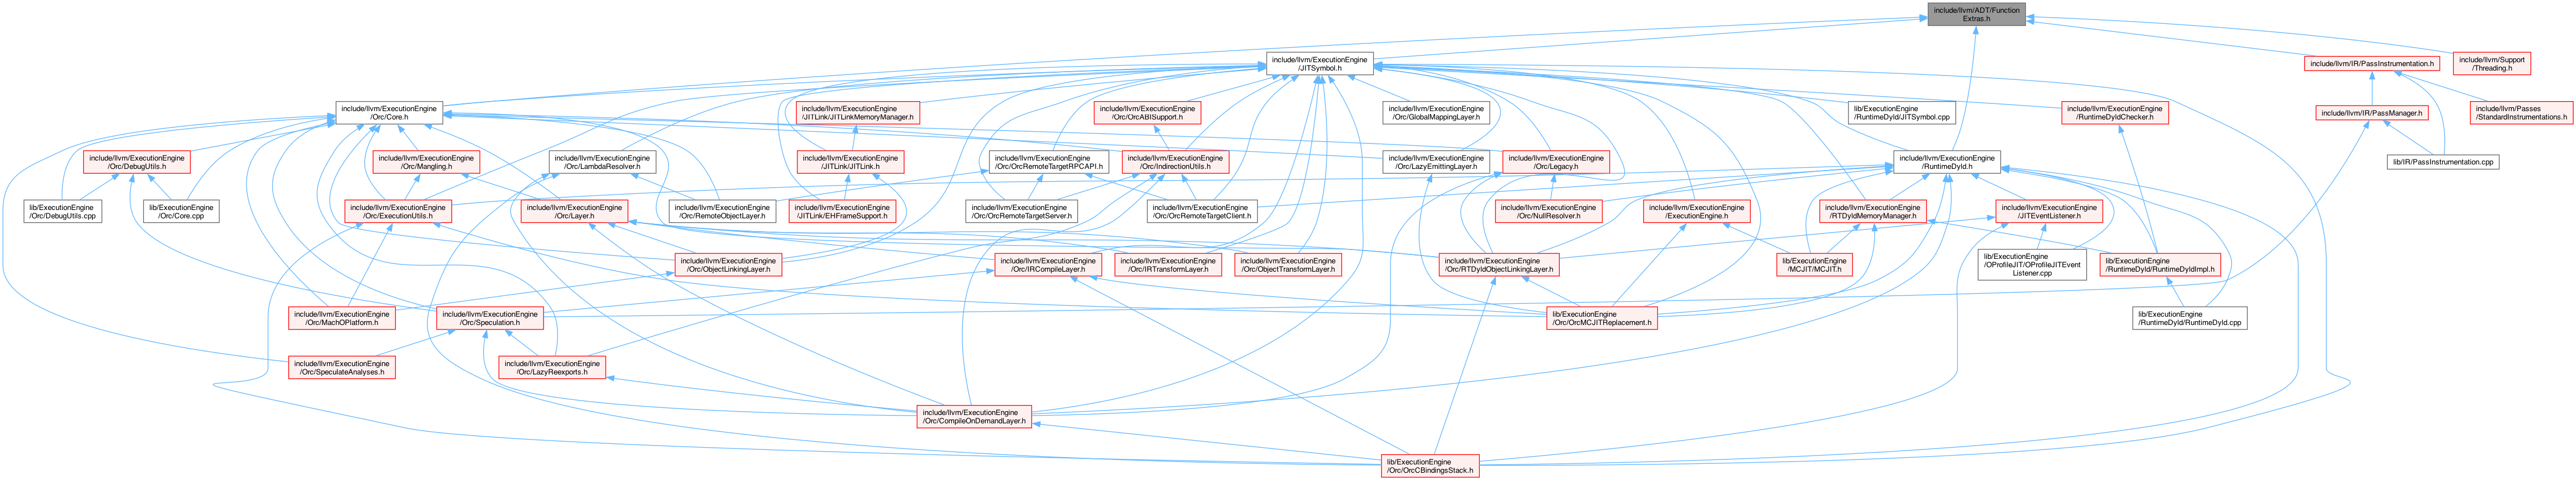 include/llvm/ADT/Function
Extras.h
include/llvm/ExecutionEngine
/JITSymbol.h
include/llvm/IR/PassInstrumentation.h
include/llvm/Support
/Threading.h
include/llvm/ExecutionEngine
/Orc/Core.h
include/llvm/ExecutionEngine
/JITLink/JITLinkMemoryManager.h
include/llvm/ExecutionEngine
/Orc/OrcABISupport.h
include/llvm/ExecutionEngine
/Orc/GlobalMappingLayer.h
lib/ExecutionEngine
/RuntimeDyld/JITSymbol.cpp
include/llvm/ExecutionEngine
/RuntimeDyldChecker.h
include/llvm/IR/PassManager.h
include/llvm/Passes
/StandardInstrumentations.h
include/llvm/ExecutionEngine
/Orc/DebugUtils.h
include/llvm/ExecutionEngine
/Orc/Mangling.h
include/llvm/ExecutionEngine
/Orc/LambdaResolver.h
include/llvm/ExecutionEngine
/JITLink/JITLink.h
include/llvm/ExecutionEngine
/Orc/OrcRemoteTargetRPCAPI.h
include/llvm/ExecutionEngine
/Orc/IndirectionUtils.h
include/llvm/ExecutionEngine
/Orc/LazyEmittingLayer.h
include/llvm/ExecutionEngine
/Orc/Legacy.h
include/llvm/ExecutionEngine
/RuntimeDyld.h
lib/IR/PassInstrumentation.cpp
lib/ExecutionEngine
/Orc/DebugUtils.cpp
lib/ExecutionEngine
/Orc/Core.cpp
include/llvm/ExecutionEngine
/Orc/ExecutionUtils.h
include/llvm/ExecutionEngine
/Orc/Layer.h
include/llvm/ExecutionEngine
/Orc/RemoteObjectLayer.h
include/llvm/ExecutionEngine
/JITLink/EHFrameSupport.h
include/llvm/ExecutionEngine
/Orc/OrcRemoteTargetServer.h
include/llvm/ExecutionEngine
/Orc/OrcRemoteTargetClient.h
include/llvm/ExecutionEngine
/Orc/NullResolver.h
include/llvm/ExecutionEngine
/ExecutionEngine.h
include/llvm/ExecutionEngine
/RTDyldMemoryManager.h
include/llvm/ExecutionEngine
/JITEventListener.h
include/llvm/ExecutionEngine
/Orc/ObjectLinkingLayer.h
include/llvm/ExecutionEngine
/Orc/IRCompileLayer.h
include/llvm/ExecutionEngine
/Orc/IRTransformLayer.h
include/llvm/ExecutionEngine
/Orc/ObjectTransformLayer.h
include/llvm/ExecutionEngine
/Orc/RTDyldObjectLinkingLayer.h
lib/ExecutionEngine
/MCJIT/MCJIT.h
lib/ExecutionEngine
/OProfileJIT/OProfileJITEvent
Listener.cpp
lib/ExecutionEngine
/RuntimeDyld/RuntimeDyldImpl.h
include/llvm/ExecutionEngine
/Orc/MachOPlatform.h
include/llvm/ExecutionEngine
/Orc/Speculation.h
lib/ExecutionEngine
/Orc/OrcMCJITReplacement.h
lib/ExecutionEngine
/RuntimeDyld/RuntimeDyld.cpp
include/llvm/ExecutionEngine
/Orc/SpeculateAnalyses.h
include/llvm/ExecutionEngine
/Orc/LazyReexports.h
include/llvm/ExecutionEngine
/Orc/CompileOnDemandLayer.h
lib/ExecutionEngine
/Orc/OrcCBindingsStack.h